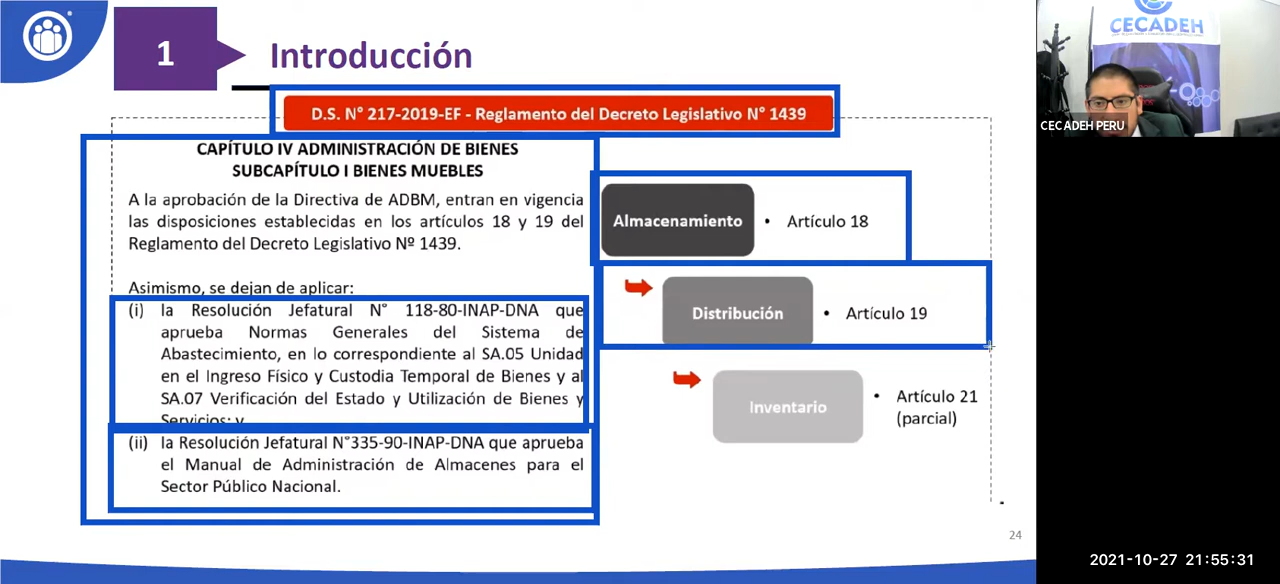 1
Introducción
D.S. N° 217-2019-EF - Reglamento del Decreto Legislativo N° 1439
CAPÍTULO IV ADMINISTRACIÓN DE BIENES
SUBCAPÍTULO I BIENES MUEBLES
A la aprobación de la Directiva de ADBM, entran en vigencia
las disposiciones establecidas en los artículos 18 y 19 del
Reglamento del Decreto Legislativo Nº 1439.
Asimismo, se dejan de aplicar:
(i) la Resolución Jefatural N° 118-80-INAP-DNA que
aprueba Normas Generales del Sistema de
Abastecimiento, en lo correspondiente al SA.05 Unidad
en el Ingreso Físico y Custodia Temporal de Bienes y al
SA.07 Verificación del Estado y Utilización de Bienes y
Servicios; y
(ii) la Resolución Jefatural N°335-90-INAP-DNA que aprueba
el Manual de Administración de Almacenes para el
Sector Público Nacional.
Almacenamiento • Artículo 18
Distribución • Artículo 19
Inventario • Artículo 21
(parcial)
24
CECADEH
CECADEH PERU
2021-10-27 21:55:31